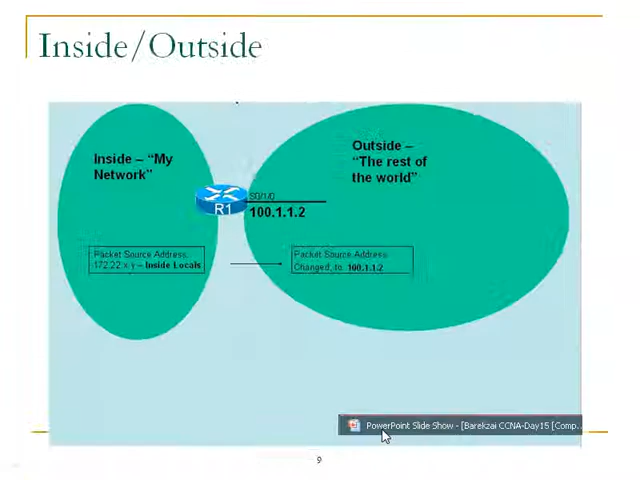 Inside/Outside
Inside – "My
Network"
Outside –
"The rest of
the world"
S0/1/0
R1
100.1.1.2
Packet Source Address:
172.22.x.y – Inside Locals
Packet Source Address:
Changed, to: 100.1.1.2
PowerPoint Slide Show - [Barekzai CCNA-Day15 [Comp...
9